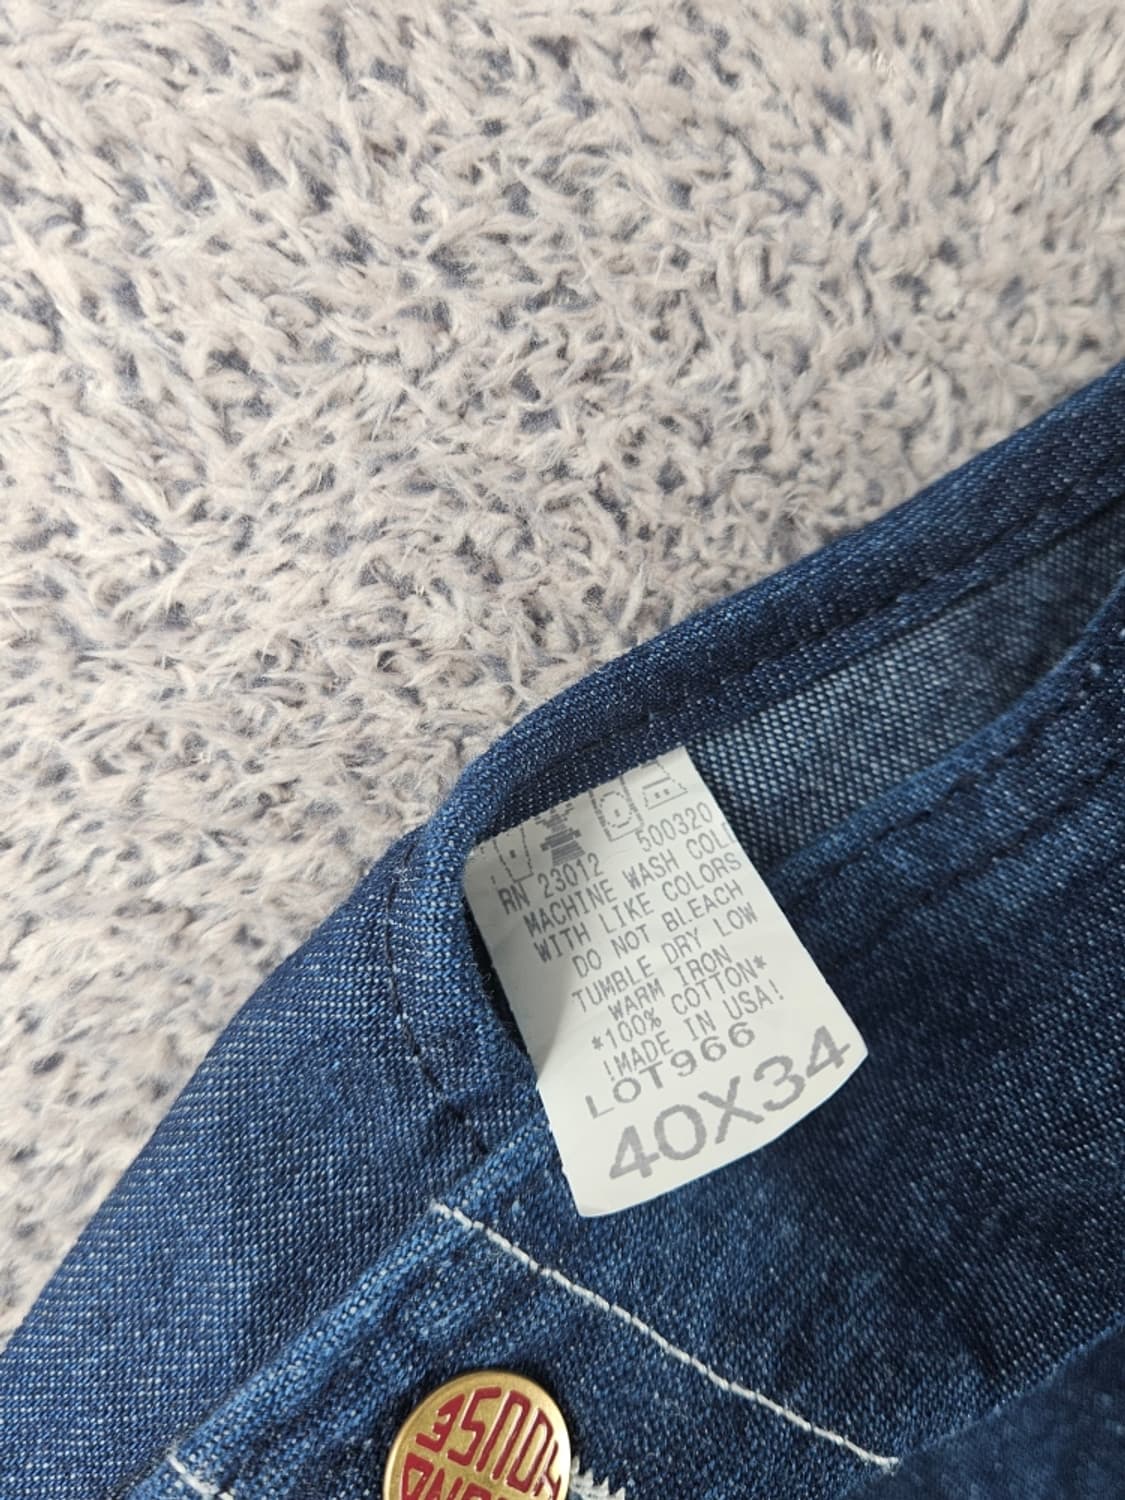 500320
RN 23012
MACHINE WASH COLD
WITH LIKE COLORS
DO NOT BLEACH
TUMBLE DRY LOW
WARM IRON
*100% COTTON*
!MADE IN USA!
LOT966
40X34
HOUSE